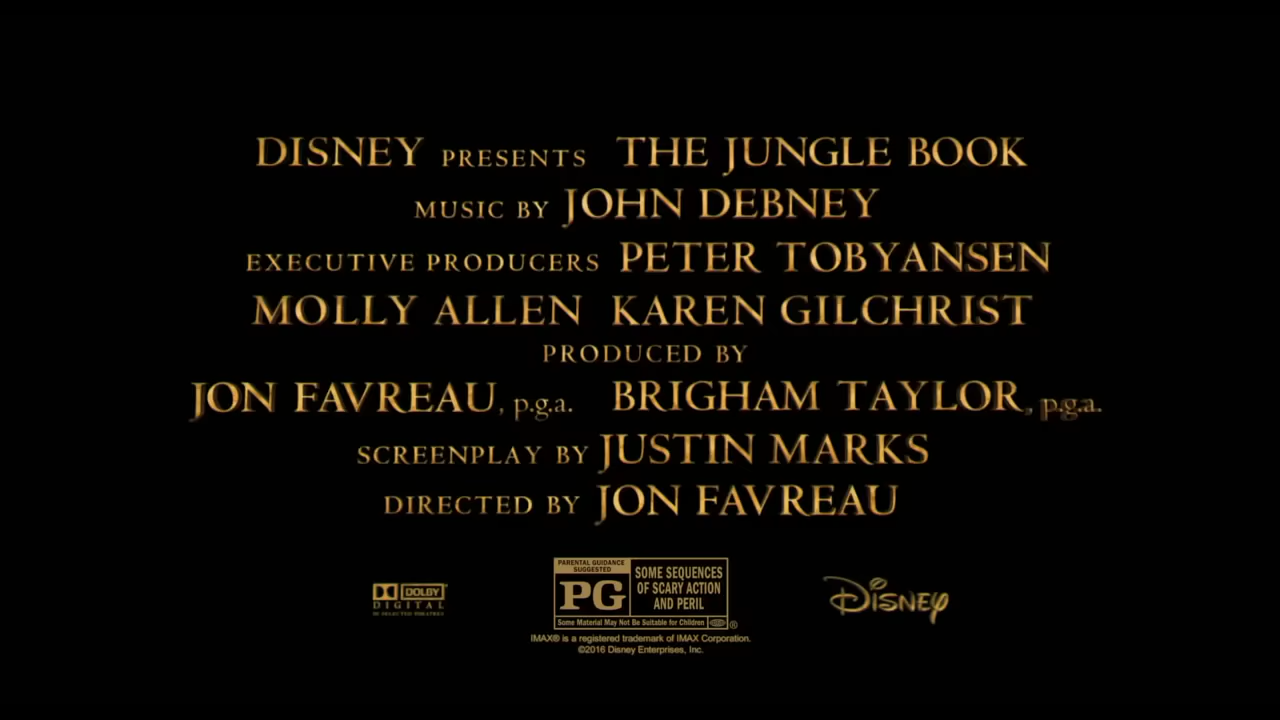 DISNEY PRESENTS THE JUNGLE BOOK
MUSIC BY JOHN DEBNEY
EXECUTIVE PRODUCERS PETER TOBYANSEN
MOLLY ALLEN KAREN GILCHRIST
PRODUCED BY
JON FAVREAU, p.g.a. BRIGHAM TAYLOR, p.g.a.
SCREENPLAY BY JUSTIN MARKS
DIRECTED BY JON FAVREAU
DOLBY
DIGITAL
IN SELECTED THEATRES
PARENTAL GUIDANCE
SUGGESTED
PG
SOME SEQUENCES
OF SCARY ACTION
AND PERIL
Some Material May Not Be Suitable for Children
®
DISNEY
IMAX® is a registered trademark of IMAX Corporation.
©2016 Disney Enterprises, Inc.